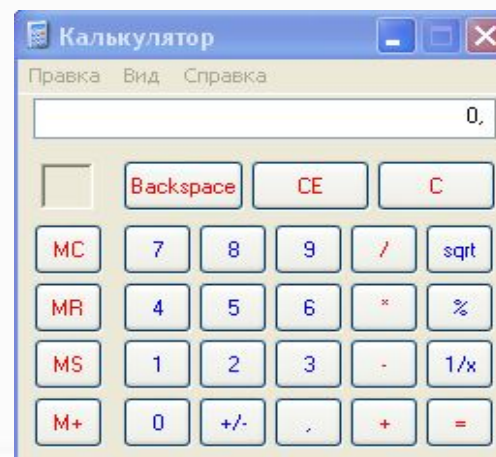 Калькулятор
Правка Вид Справка
0,
Backspace CE C
MC 7 8 9 / sqrt
MR 4 5 6 * %
MS 1 2 3 - 1/x
M+ 0 +/- , + =